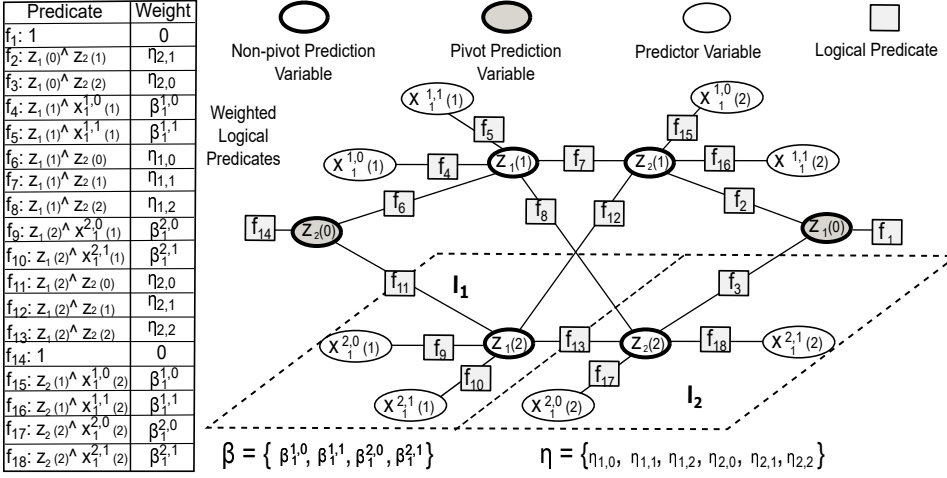 Predicate Weight
f₁: 1 0
f₂: z₁(0)^ z₂(1) η₂,₁
f₃: z₁(0)^ z₂(2) η₂,₀
f₄: z₁(1)^ x₁^1,0(1) β₁^1,0
f₅: z₁(1)^ x₁^1,1(1) β₁^1,1
f₆: z₁(1)^ z₂(0) η₁,₀
f₇: z₁(1)^ z₂(1) η₁,₁
f₈: z₁(1)^ z₂(2) η₁,₂
f₉: z₁(2)^ x₁^2,0(1) β₁^2,0
f₁₀: z₁(2)^ x₁^2,1(1) β₁^2,1
f₁₁: z₁(2)^ z₂(0) η₂,₀
f₁₂: z₁(2)^ z₂(1) η₂,₁
f₁₃: z₁(2)^ z₂(2) η₂,₂
f₁₄: 1 0
f₁₅: z₂(1)^ x₁^1,0(2) β₁^1,0
f₁₆: z₂(1)^ x₁^1,1(2) β₁^1,1
f₁₇: z₂(2)^ x₁^2,0(2) β₁^2,0
f₁₈: z₂(2)^ x₁^2,1(2) β₁^2,1
Non-pivot Prediction
Variable
Pivot Prediction
Variable
Predictor Variable
Logical Predicate
Weighted
Logical
Predicates
x₁^1,1(1)
x₁^1,0(2)
f₅
f₁₅
x₁^1,0(1)
f₄
z₁(1)
f₇
z₂(1)
f₁₆
x₁^1,1(2)
f₆
f₈
f₁₂
f₂
f₁₄
z₂(0)
z₁(0)
f₁
f₁₁
I₁
f₃
x₁^2,0(1)
f₉
z₁(2)
f₁₃
z₂(2)
f₁₈
x₁^2,1(2)
f₁₀
f₁₇
x₁^2,1(1)
x₁^2,0(2)
I₂
β = { β₁^1,0, β₁^1,1, β₁^2,0, β₁^2,1}
η = {η₁,₀, η₁,₁, η₁,₂, η₂,₀, η₂,₁, η₂,₂ }